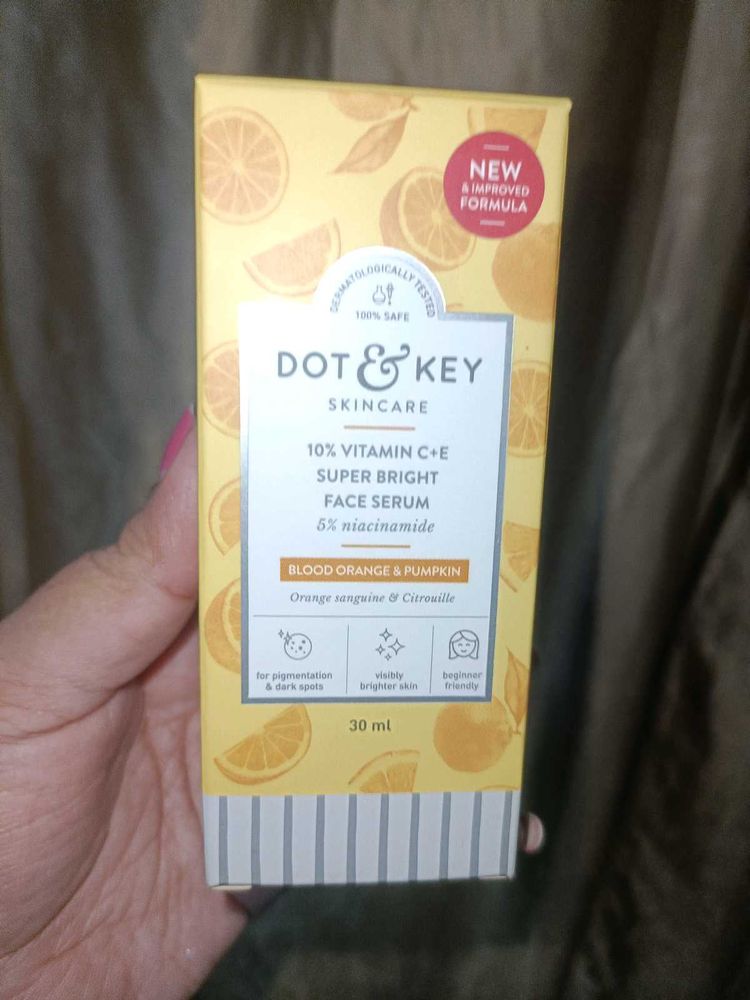 NEW
& IMPROVED
FORMULA
DERMATOLOGICALLY TESTED
100% SAFE
DOT & KEY
SKINCARE
10% VITAMIN C+E
SUPER BRIGHT
FACE SERUM
5% niacinamide
BLOOD ORANGE & PUMPKIN
Orange sanguine & Citrouille
for pigmentation
& dark spots
visibly
brighter skin
beginner
friendly
30 ml